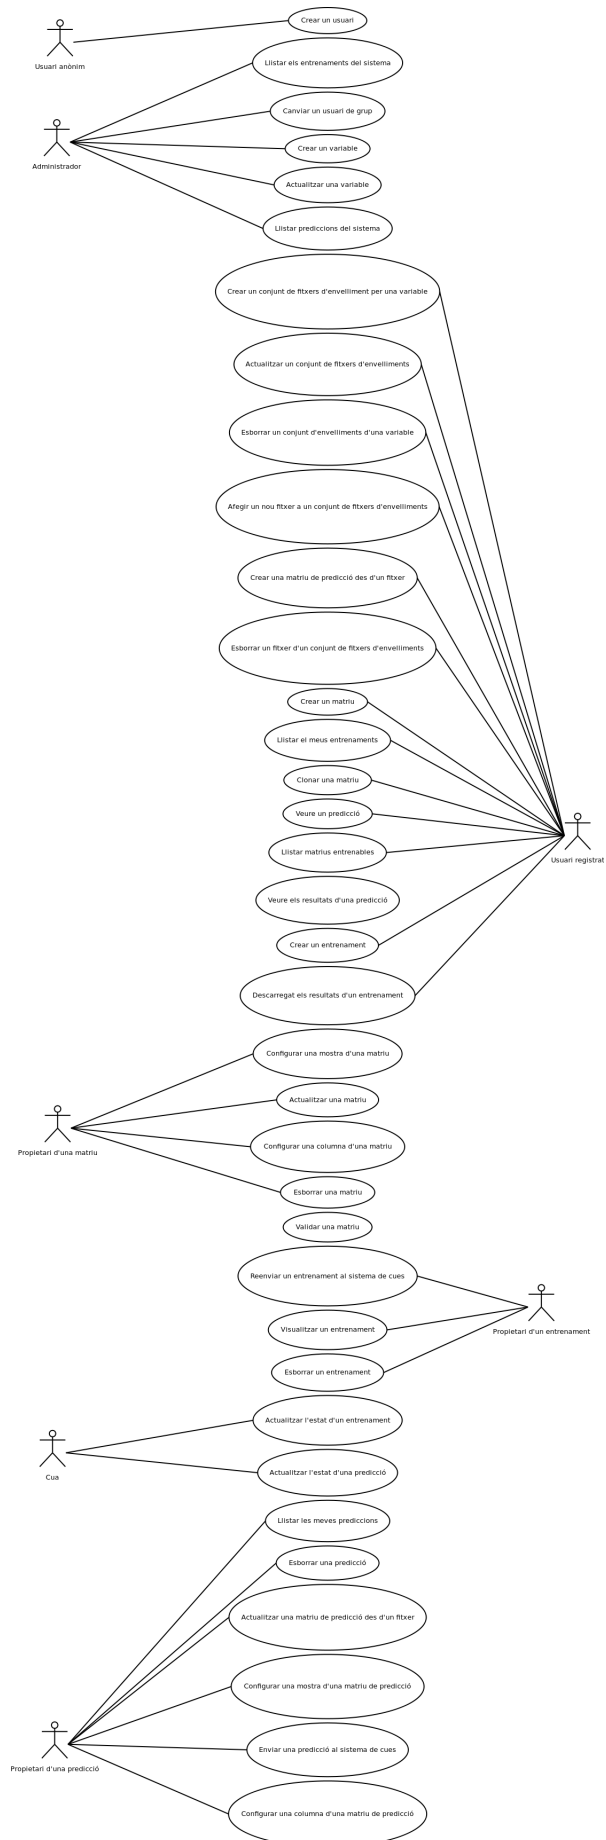 Crear un usuari
Usuari anònim
Llistar els entrenaments del sistema
Canviar un usuari de grup
Crear un variable
Administrador
Actualitzar una variable
Llistar prediccions del sistema
Crear un conjunt de fitxers d'envelliment per una variable
Actualitzar un conjunt de fitxers d'envelliments
Esborrar un conjunt d'envelliments d'una variable
Afegir un nou fitxer a un conjunt de fitxers d'envelliments
Crear una matriu de predicció des d'un fitxer
Esborrar un fitxer d'un conjunt de fitxers d'envelliments
Crear un matriu
Llistar el meus entrenaments
Clonar una matriu
Veure un predicció
Llistar matrius entrenables
Usuari registrat
Veure els resultats d'una predicció
Crear un entrenament
Descarregat els resultats d'un entrenament
Configurar una mostra d'una matriu
Actualitzar una matriu
Configurar una columna d'una matriu
Propietari d'una matriu
Esborrar una matriu
Validar una matriu
Reenviar un entrenament al sistema de cues
Visualitzar un entrenament
Propietari d'un entrenament
Esborrar un entrenament
Actualitzar l'estat d'un entrenament
Actualitzar l'estat d'una predicció
Cua
Llistar les meves prediccions
Esborrar una predicció
Actualitzar una matriu de predicció des d'un fitxer
Configurar una mostra d'una matriu de predicció
Enviar una predicció al sistema de cues
Propietari d'una predicció
Configurar una columna d'una matriu de predicció